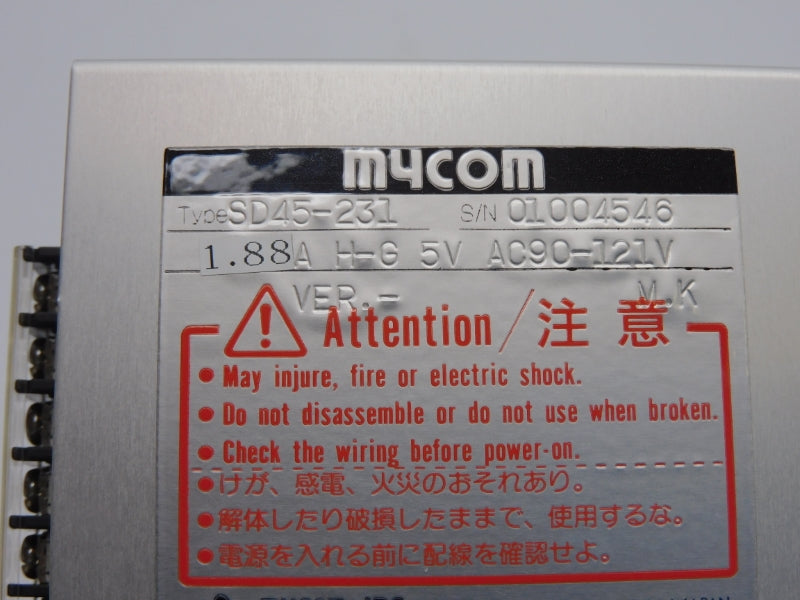 mycom
Type SD45-231 S/N 01004546
1.88 A H-G 5V AC90-121V
VER.- M.K
Attention/注意
• May injure, fire or electric shock.
• Do not disassemble or do not use when broken.
• Check the wiring before power-on.
• けが、感電、火災のおそれあり。
• 解体したり破損したままで、使用するな。
• 電源を入れる前に配線を確認せよ。